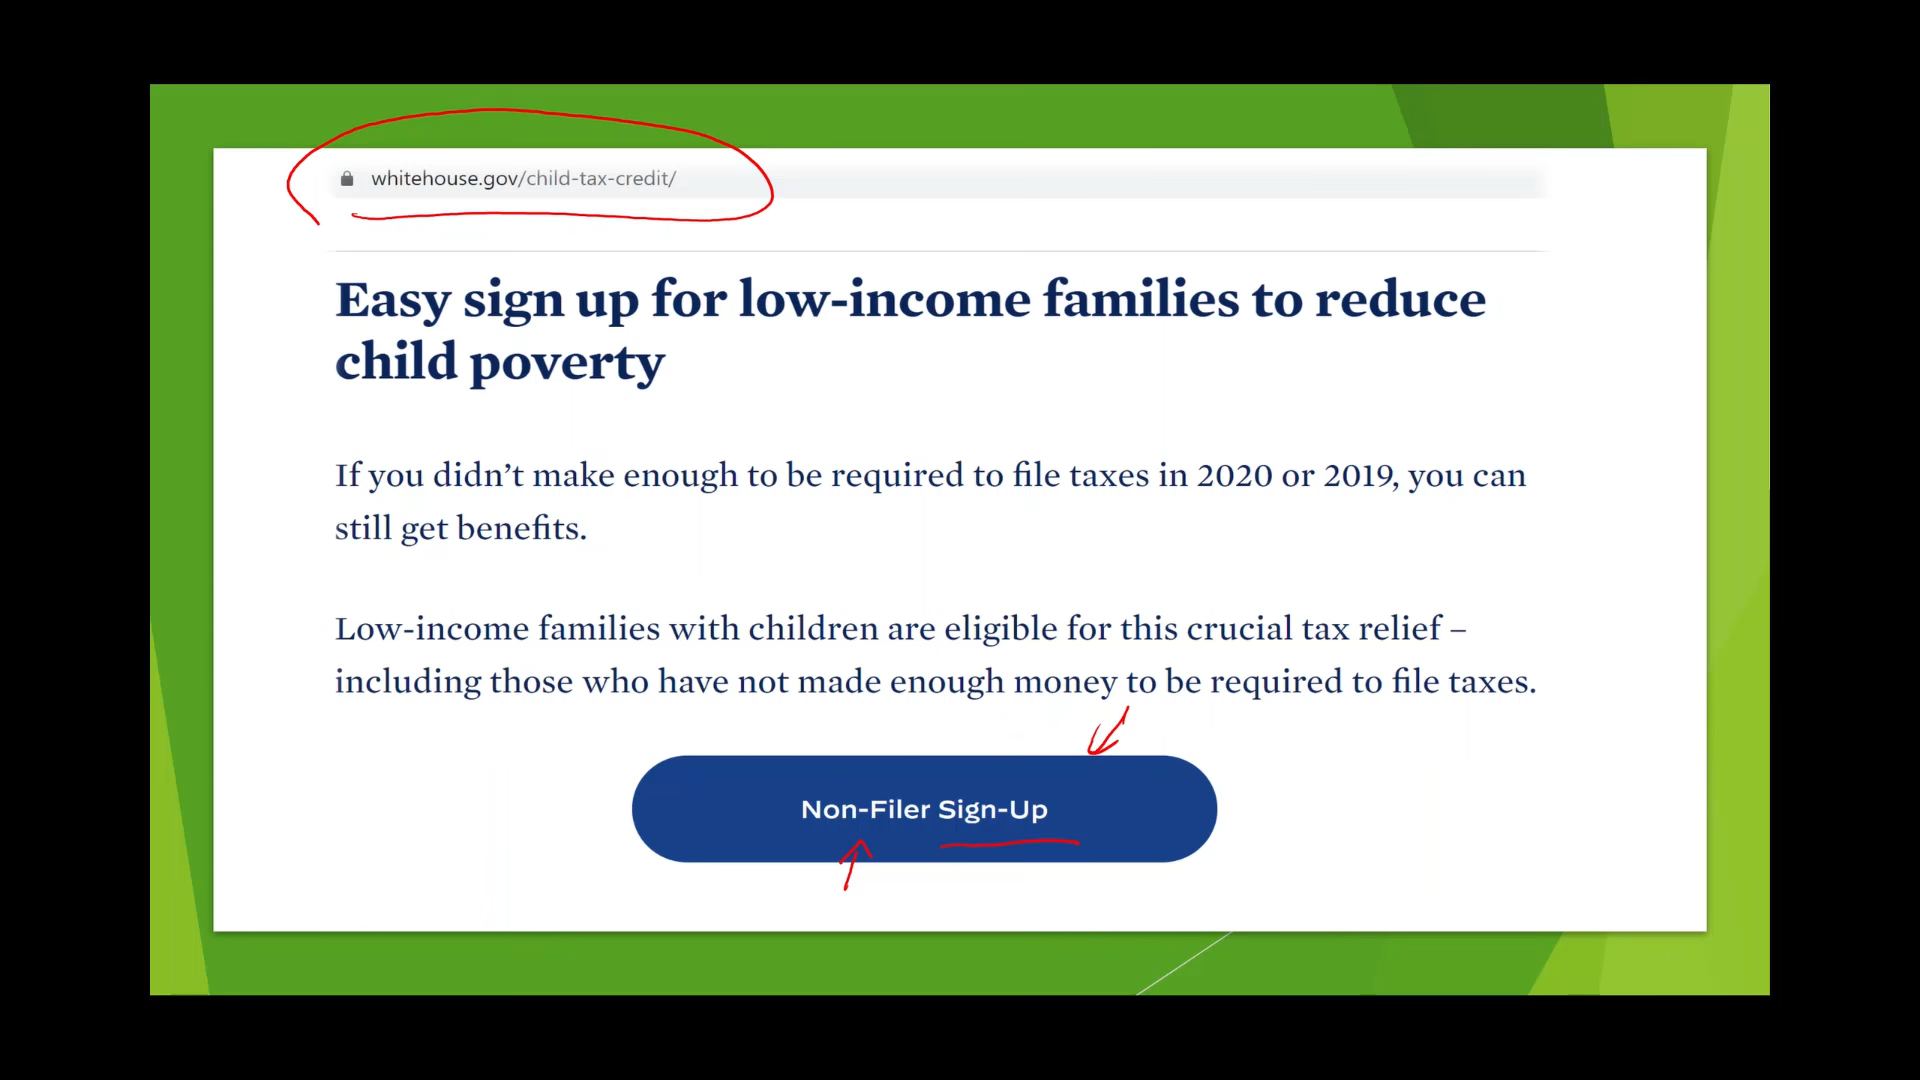 whitehouse.gov/child-tax-credit/
Easy sign up for low-income families to reduce
child poverty
If you didn’t make enough to be required to file taxes in 2020 or 2019, you can
still get benefits.
Low-income families with children are eligible for this crucial tax relief –
including those who have not made enough money to be required to file taxes.
Non-Filer Sign-Up